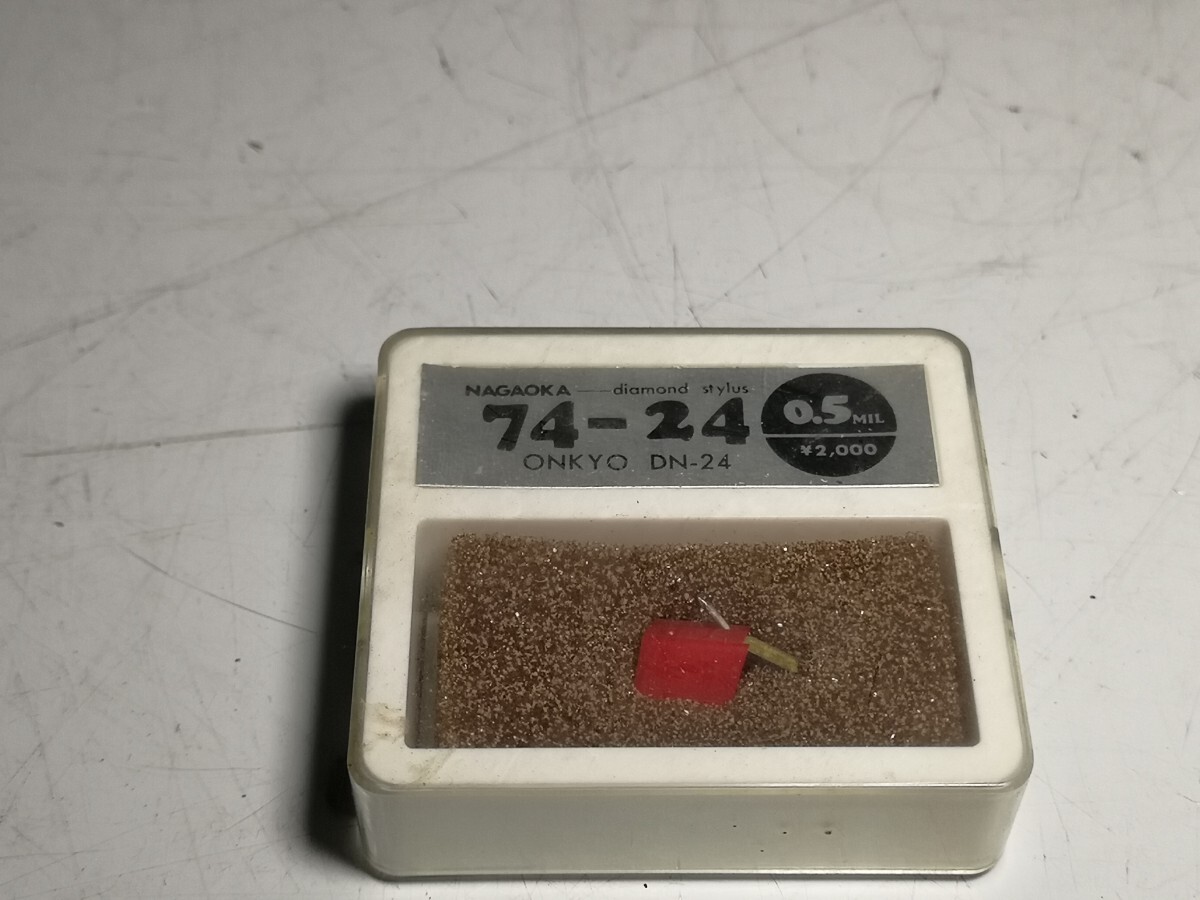 NAGAOKA — diamond stylus
74-24
ONKYO DN-24
0.5 MIL
¥2,000